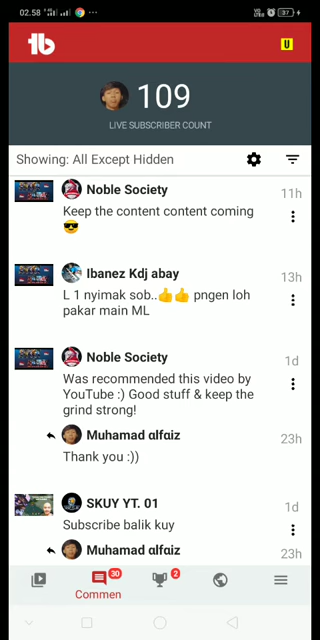 02.58
37
U
109
LIVE SUBSCRIBER COUNT
Showing: All Except Hidden
Noble Society
11h
Keep the content content coming
😎
Ibanez Kdj abay
13h
L 1 nyimak sob..👍👍 pngen loh
pakar main ML
Noble Society
1d
Was recommended this video by
YouTube :) Good stuff & keep the
grind strong!
Muhamad αlfαiz
23h
Thank you :))
SKUY YT. 01
1d
Subscribe balik kuy
Muhamad αlfαiz
23h
30
2
Commen